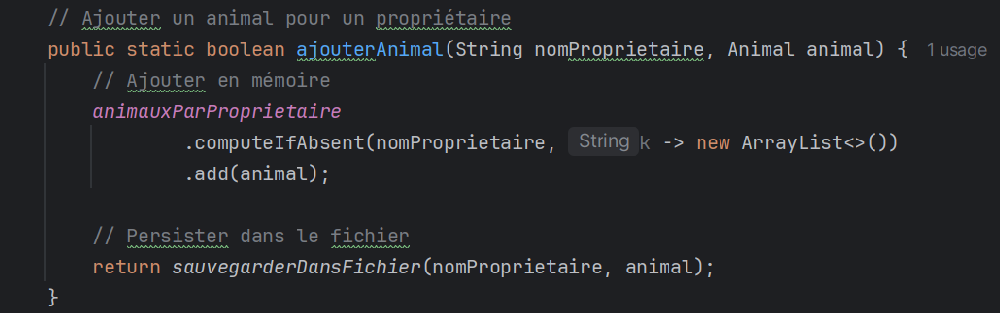 // Ajouter un animal pour un propriétaire
public static boolean ajouterAnimal(String nomProprietaire, Animal animal) { 1 usage
// Ajouter en mémoire
animauxParProprietaire
.computeIfAbsent(nomProprietaire, String k -> new ArrayList<>())
.add(animal);
// Persister dans le fichier
return sauvegarderDansFichier(nomProprietaire, animal);
}